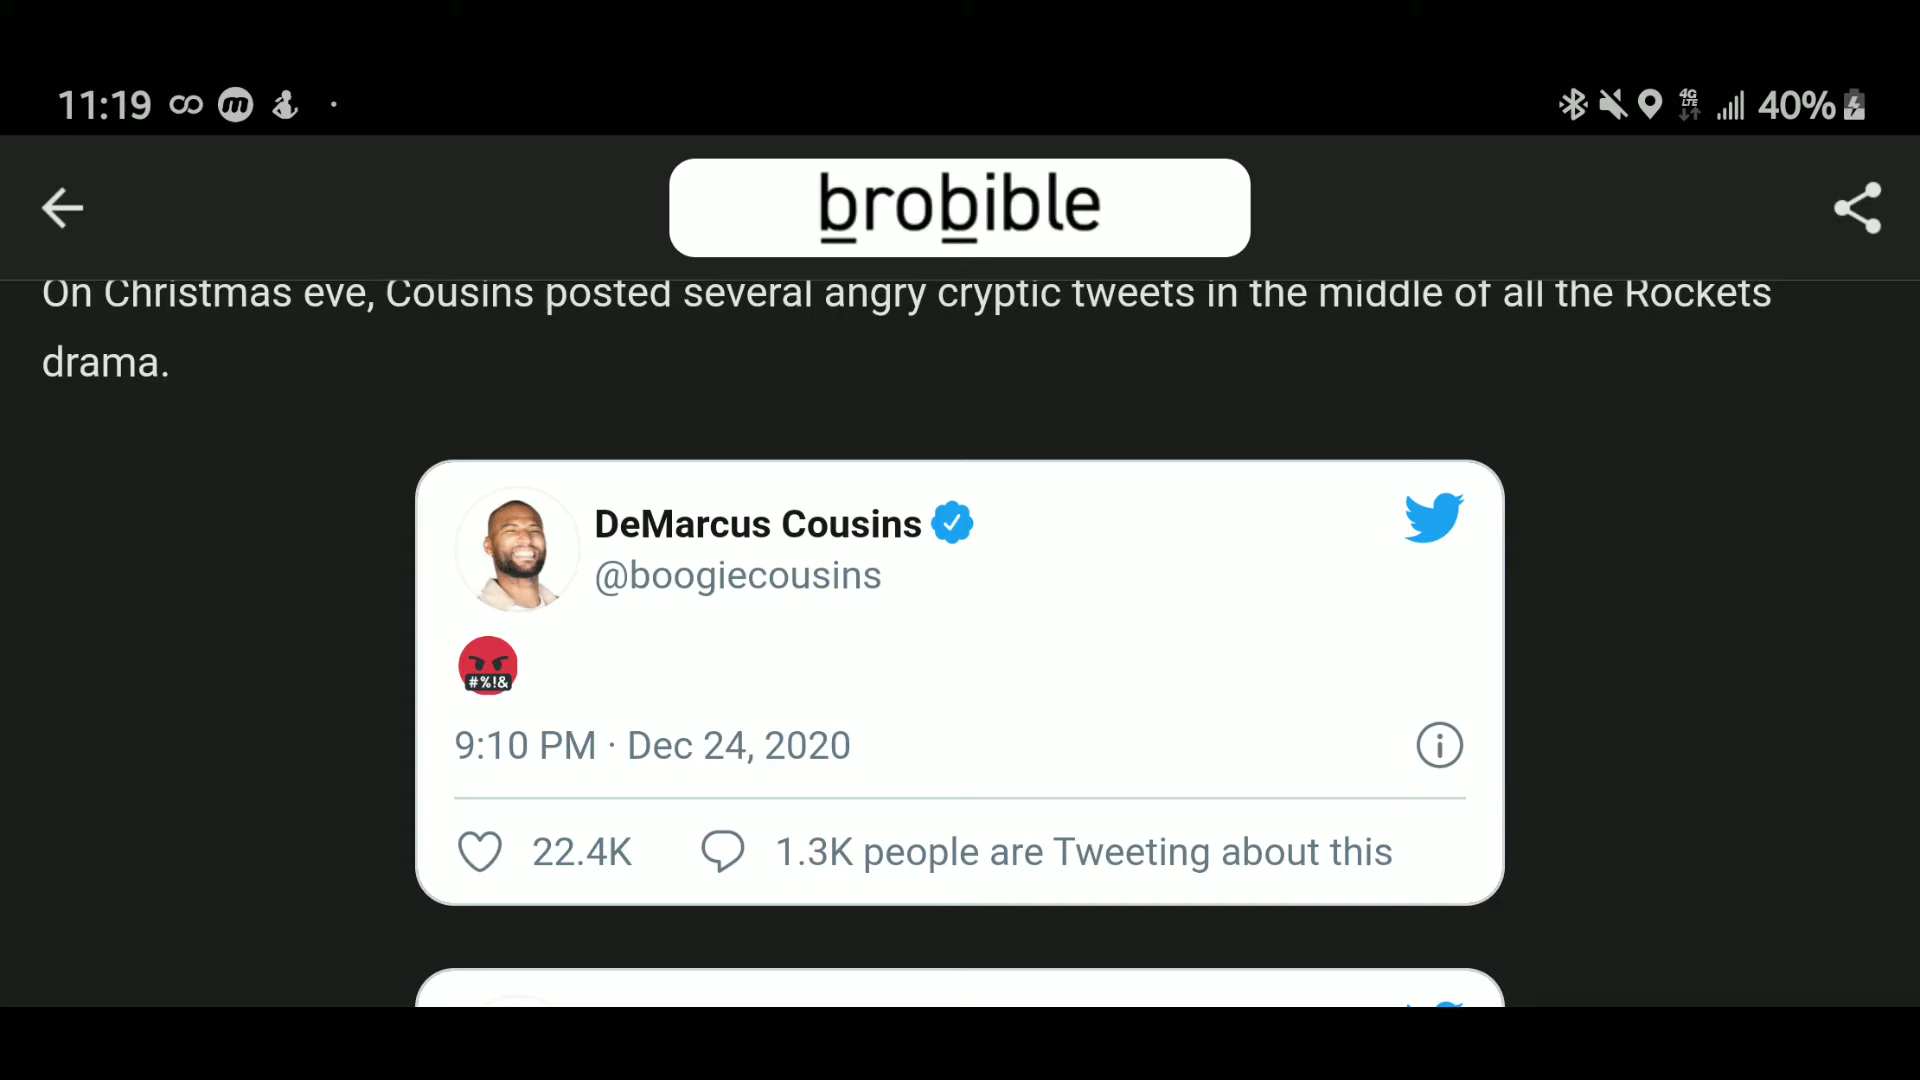 11:19
4G
LTE
40%
brobible
On Christmas eve, Cousins posted several angry cryptic tweets in the middle of all the Rockets
drama.
DeMarcus Cousins
@boogiecousins
#%!&
9:10 PM · Dec 24, 2020
22.4K
1.3K people are Tweeting about this